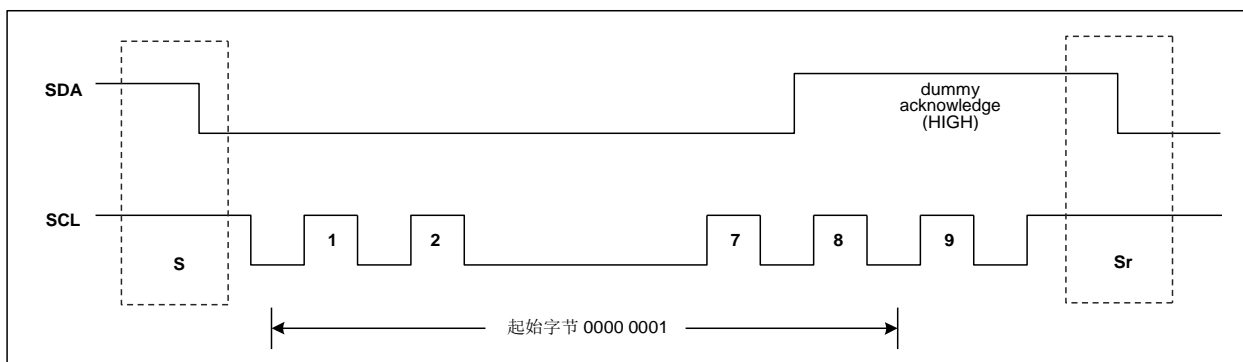 SDA
dummy
acknowledge
(HIGH)
SCL
1
2
7
8
9
S
Sr
起始字节 0000 0001